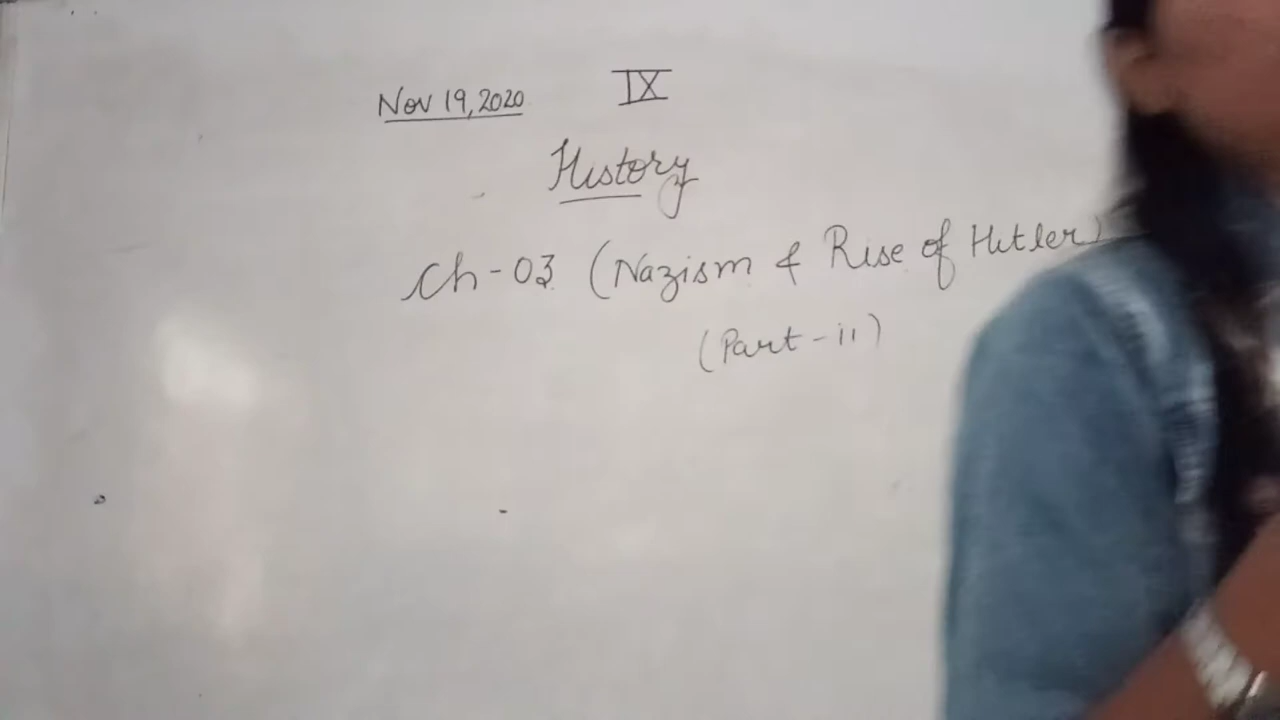 Nov 19, 2020
IX
History
Ch-03 (Nazism & Rise of Hitler)
(Part-ii)